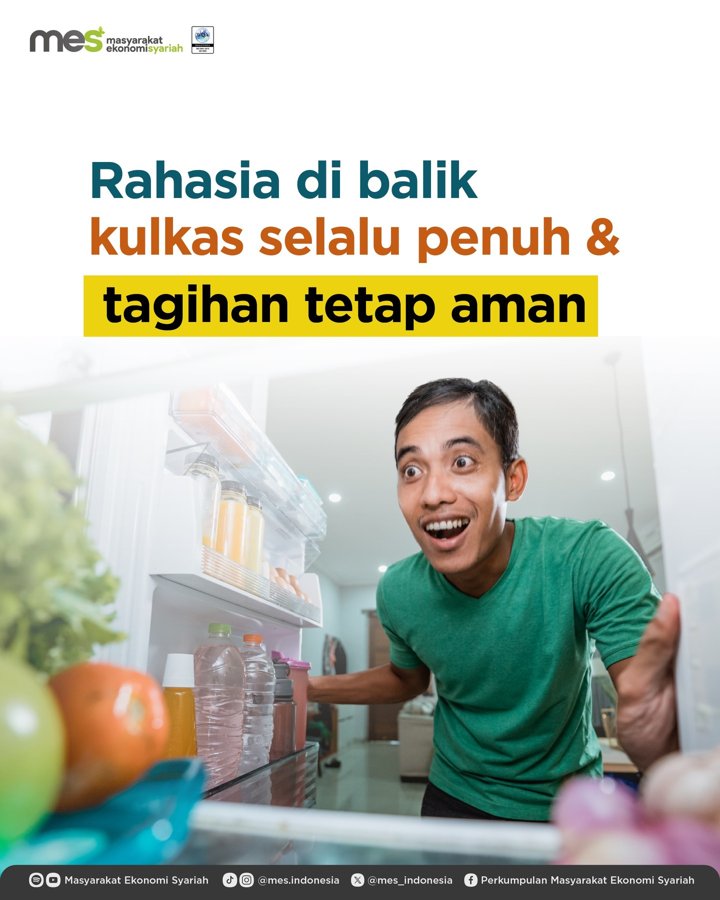 mes
masyarakat
ekonomisyariah
Rahasia di balik
kulkas selalu penuh &
tagihan tetap aman
Masyarakat Ekonomi Syariah
@mes.indonesia
@mes_indonesia
Perkumpulan Masyarakat Ekonomi Syariah